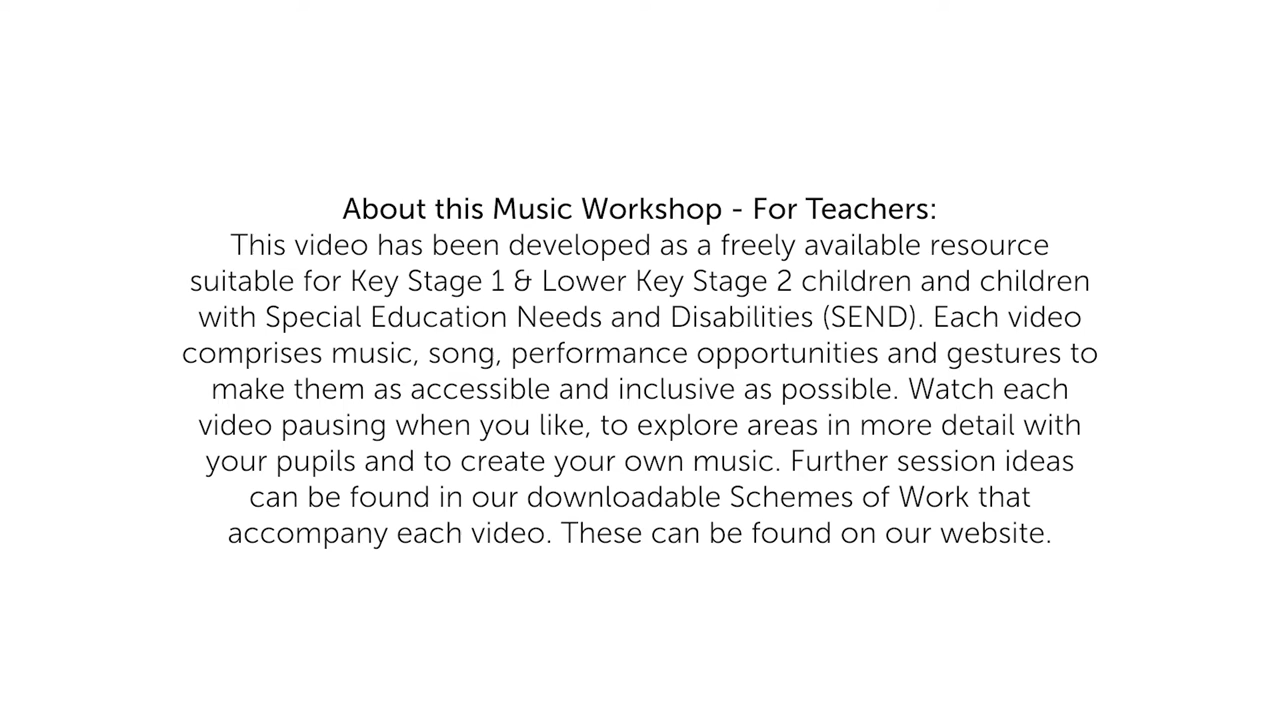 About this Music Workshop - For Teachers:
This video has been developed as a freely available resource
suitable for Key Stage 1 & Lower Key Stage 2 children and children
with Special Education Needs and Disabilities (SEND). Each video
comprises music, song, performance opportunities and gestures to
make them as accessible and inclusive as possible. Watch each
video pausing when you like, to explore areas in more detail with
your pupils and to create your own music. Further session ideas
can be found in our downloadable Schemes of Work that
accompany each video. These can be found on our website.